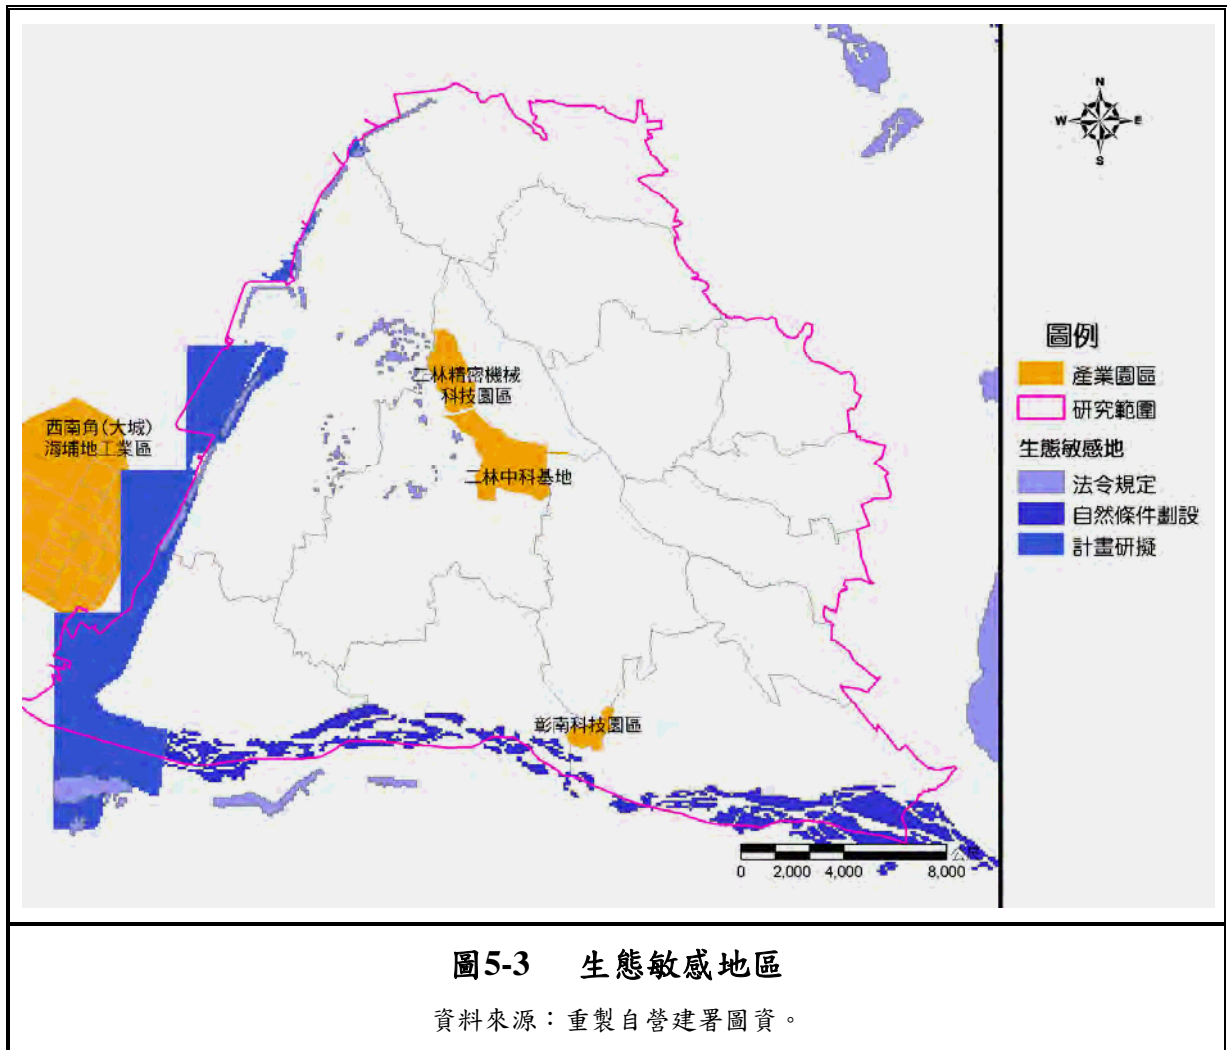 N
W E
S
圖例
產業園區
研究範圍
生態敏感地
法令規定
自然條件劃設
計畫研擬
二林精密機械
科技園區
西南角(大城)
海埔地工業區
二林中科基地
彰南科技園區
公
0 2,000 4,000 8,000
圖5-3 生態敏感地區
資料來源：重製自營建署圖資。